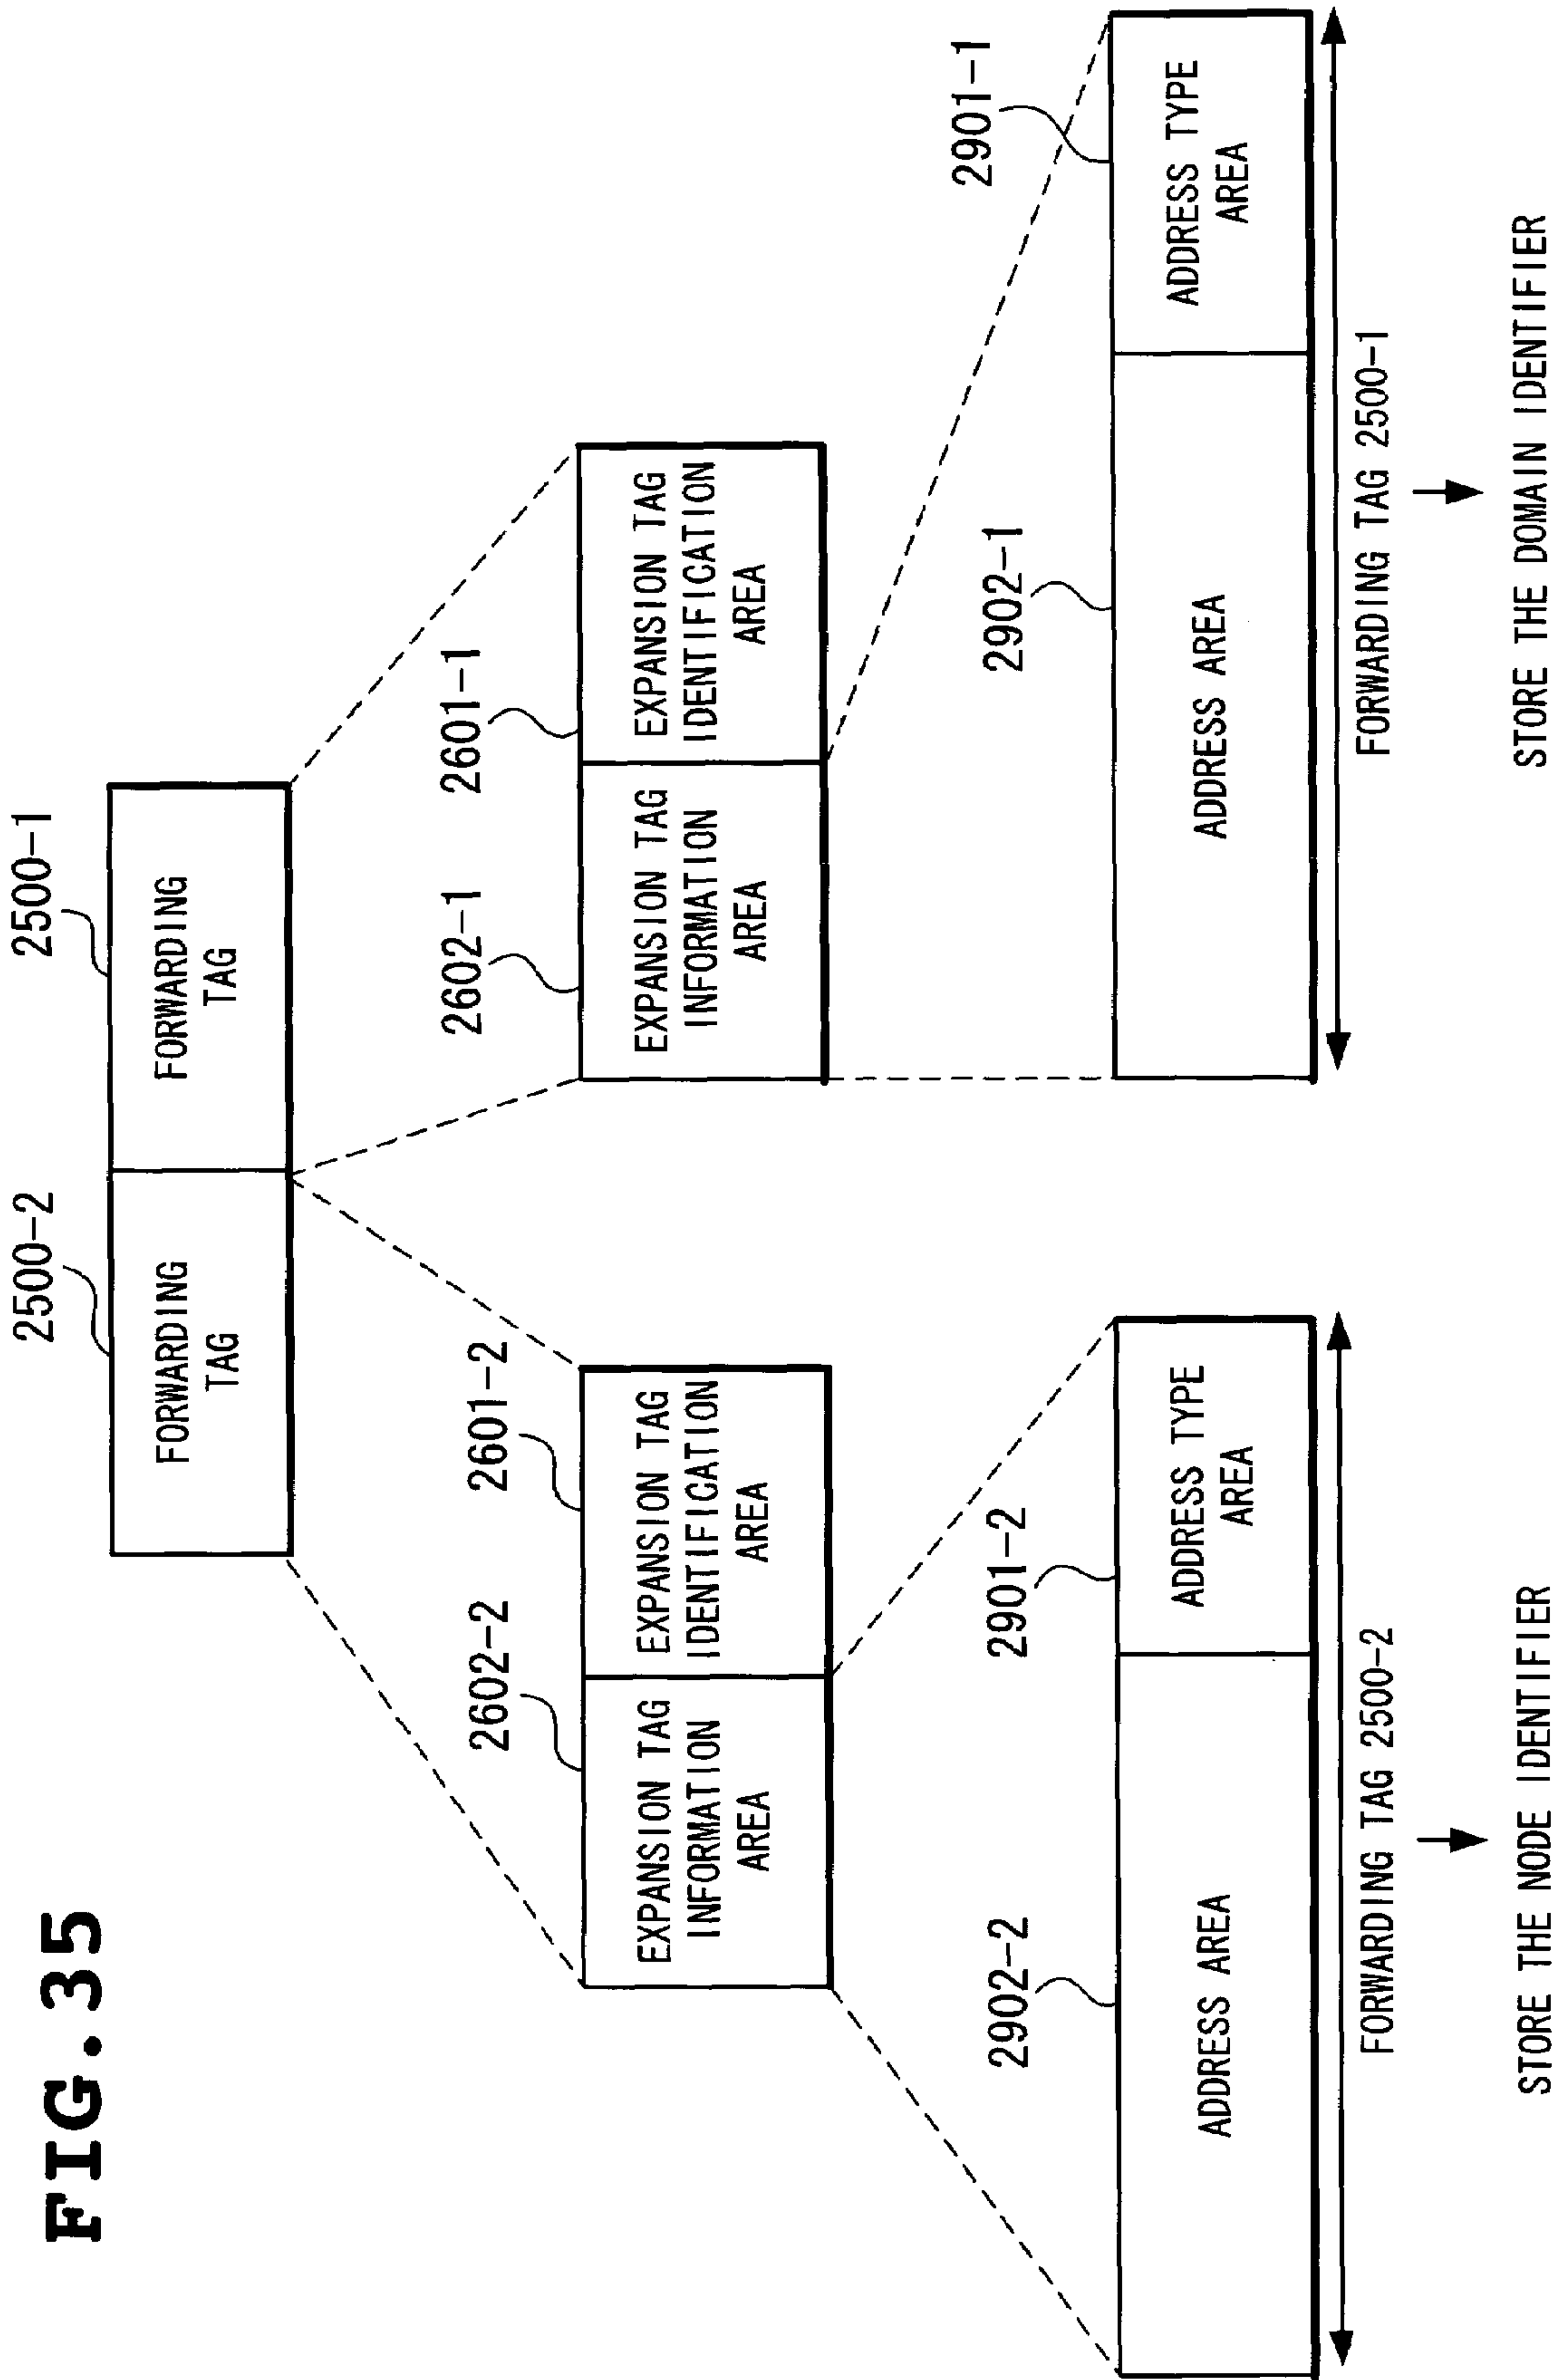 FIG.35
2500-2
2500-1
FORWARDING
TAG
FORWARDING
TAG
2602-2
2601-2
2602-1
2601-1
EXPANSION TAG
INFORMATION
AREA
EXPANSION TAG
IDENTIFICATION
AREA
EXPANSION TAG
INFORMATION
AREA
EXPANSION TAG
IDENTIFICATION
AREA
2902-2
2901-2
2902-1
2901-1
ADDRESS AREA
ADDRESS TYPE
AREA
ADDRESS AREA
ADDRESS TYPE
AREA
FORWARDING TAG 2500-2
FORWARDING TAG 2500-1
STORE THE NODE IDENTIFIER
STORE THE DOMAIN IDENTIFIER